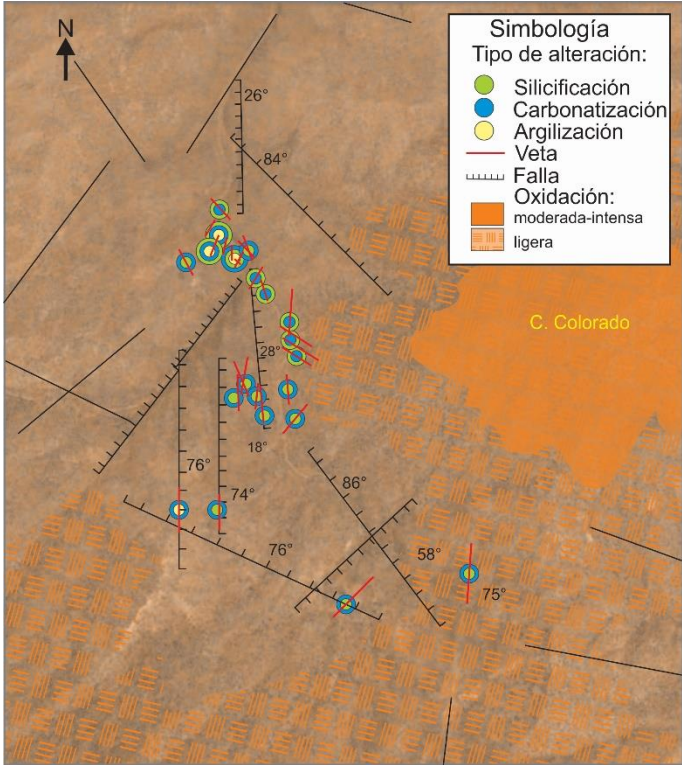 N
Simbología
Tipo de alteración:
Silicificación
Carbonatización
Argilización
Veta
Falla
Oxidación:
moderada-intensa
ligera
26°
84°
C. Colorado
28°
18°
76°
74°
86°
76°
58°
75°